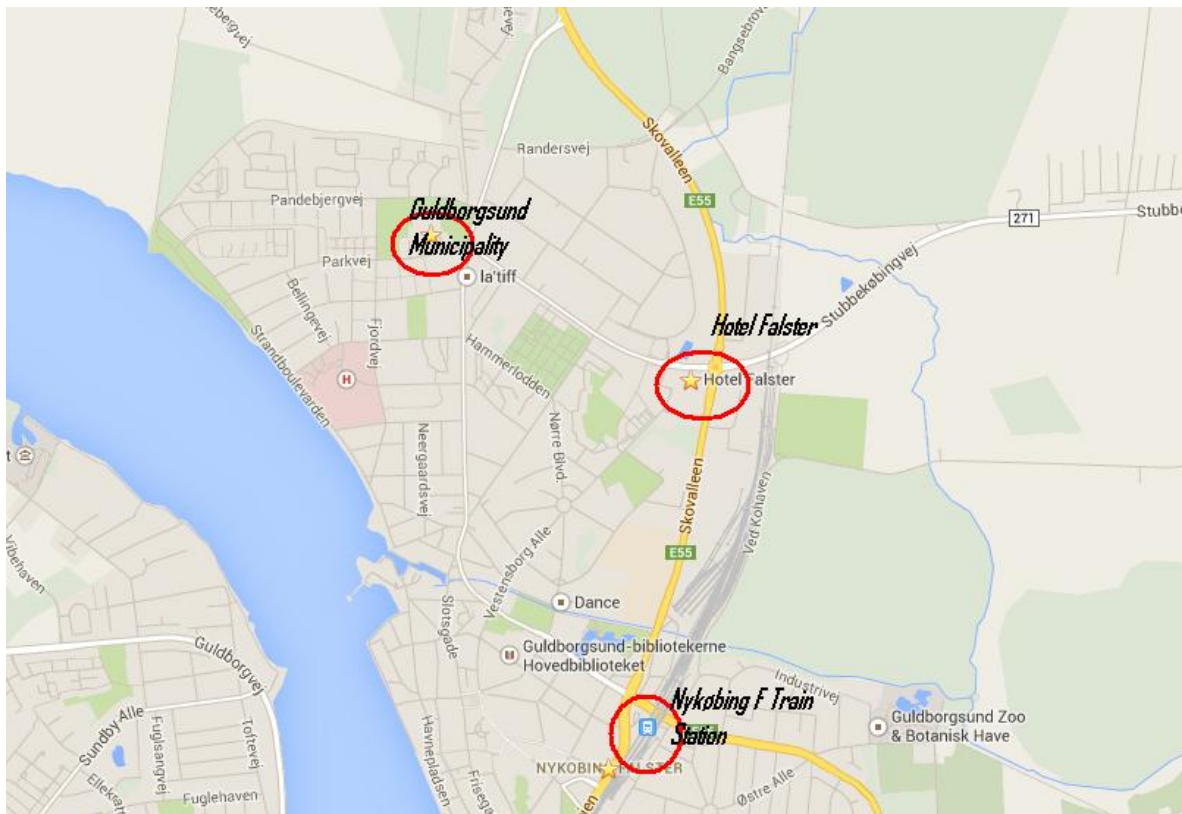 Bangsebrovej
Skovalleen
Randersvej
Pandebjergvej
E55
271
Stubbekøbingvej
Guldborgsund
Municipality
Parkvej
la'tiff
Bellingevej
Fjordvej
Strandboulevarden
H
Hammerlodden
Hotel Falster
Hotel Falster
Neergaardsvej
Nørre Blvd.
Skovalleen
E55
Ved Kohaven
Vibehaven
Vestensborg Alle
Dance
Slotsgade
Guldborgvej
Guldborgsund-bibliotekerne
Hovedbiblioteket
Industrivej
Nykøbing F Train
Station
Guldborgsund Zoo
& Botanisk Have
Sundby Alle
Fuglsangvej
Toftevej
Havnepladsen
Fuglehaven
Østre Alle